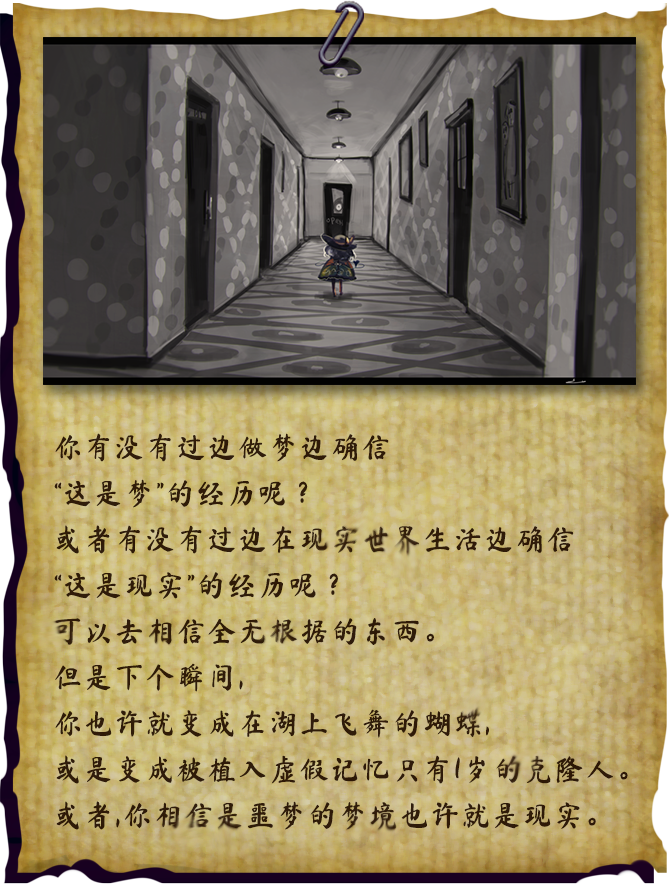 你有没有过边做梦边确信
“这是梦”的经历呢？
或者有没有过边在现实世界生活边确信
“这是现实”的经历呢？
可以去相信全无根据的东西。
但是下个瞬间,
你也许就变成在湖上飞舞的蝴蝶,
或是变成被植入虚假记忆只有1岁的克隆人。
或者,你相信是噩梦的梦境也许就是现实。